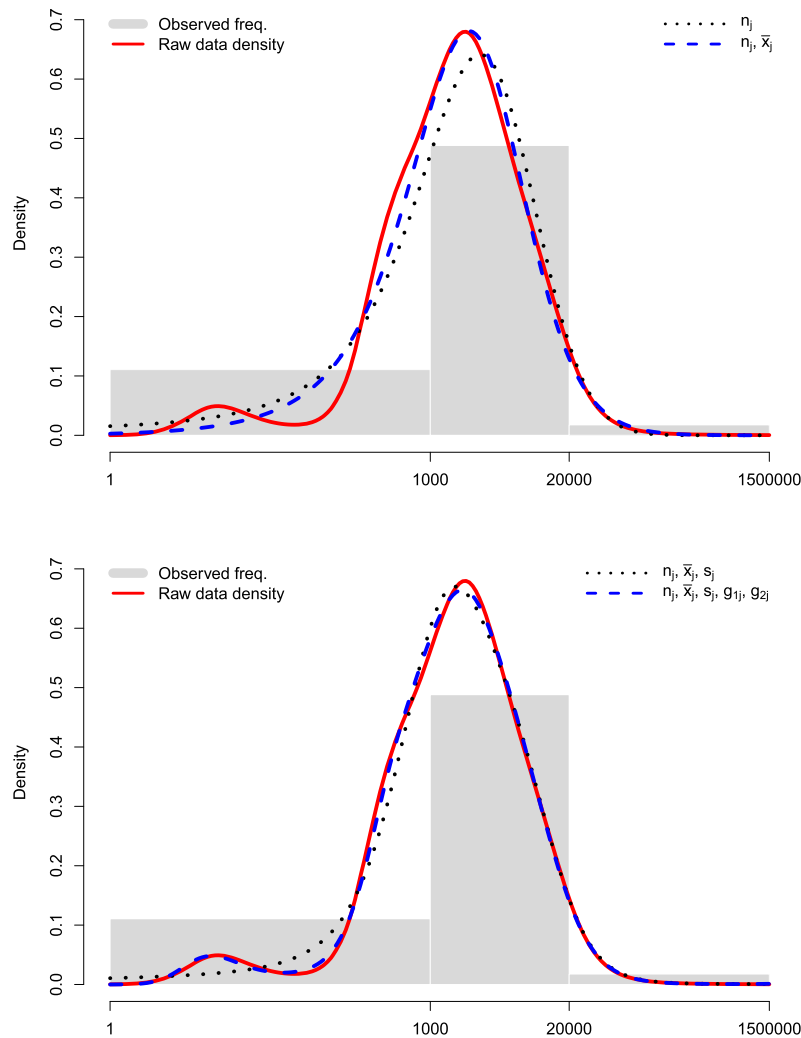 Observed freq.
Raw data density
nⱼ
nⱼ, x̅ⱼ
Density
0.7
0.6
0.5
0.4
0.3
0.2
0.1
0.0
1 1000 20000 1500000
Observed freq.
Raw data density
nⱼ, x̅ⱼ, sⱼ
nⱼ, x̅ⱼ, sⱼ, g₁ⱼ, g₂ⱼ
Density
0.7
0.6
0.5
0.4
0.3
0.2
0.1
0.0
1 1000 20000 1500000